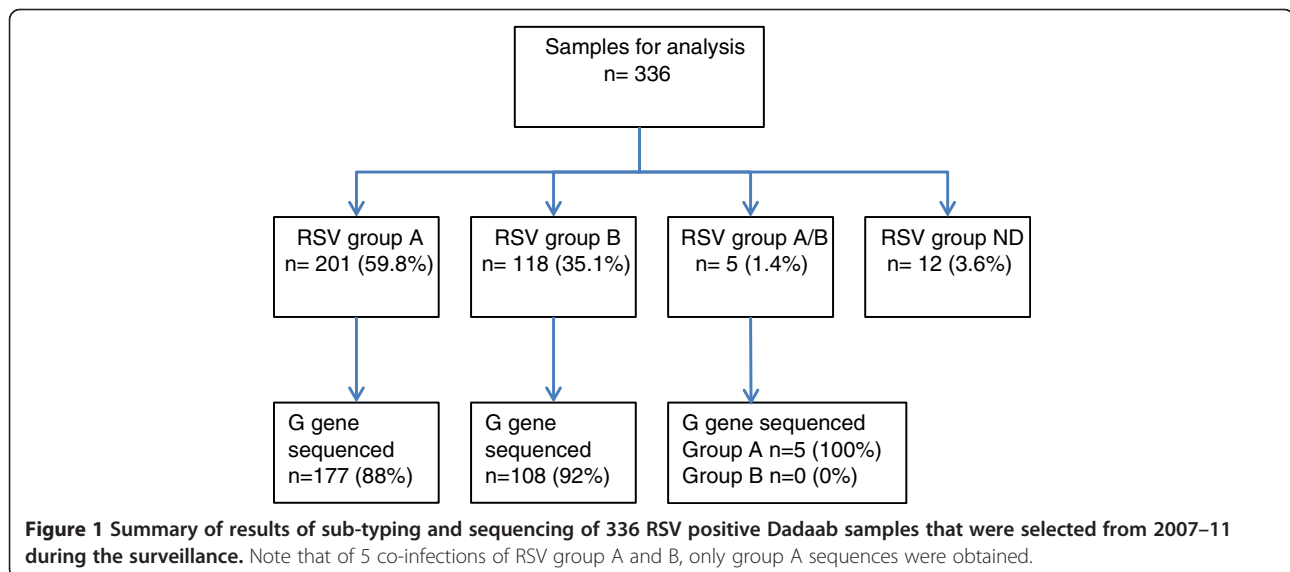 Samples for analysis
n= 336
RSV group A
n= 201 (59.8%)
RSV group B
n= 118 (35.1%)
RSV group A/B
n= 5 (1.4%)
RSV group ND
n= 12 (3.6%)
G gene
sequenced
n=177 (88%)
G gene
sequenced
n=108 (92%)
G gene sequenced
Group A n=5 (100%)
Group B n=0 (0%)
Figure 1 Summary of results of sub-typing and sequencing of 336 RSV positive Dadaab samples that were selected from 2007–11
during the surveillance. Note that of 5 co-infections of RSV group A and B, only group A sequences were obtained.